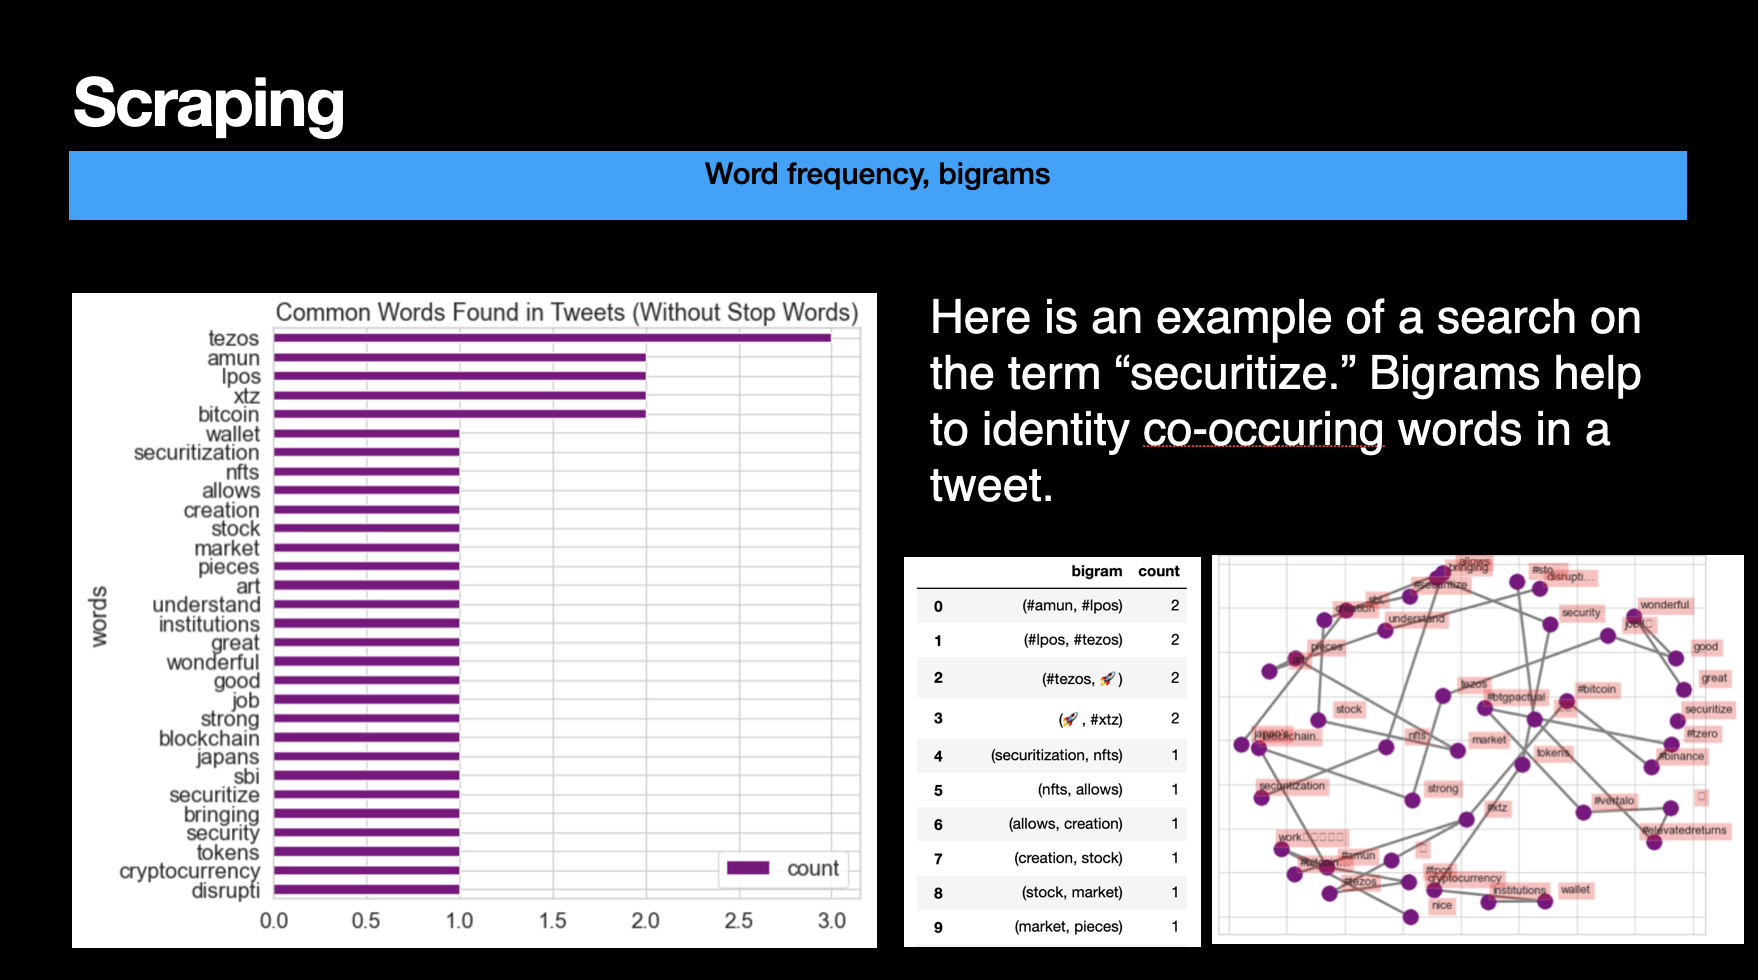 Scraping
Word frequency, bigrams
Common Words Found in Tweets (Without Stop Words)
tezos
amun
lpos
xtz
bitcoin
wallet
securitization
nfts
allows
creation
stock
market
pieces
art
understand
institutions
great
wonderful
good
job
strong
blockchain
japans
sbi
securitize
bringing
security
tokens
cryptocurrency
disrupti
words
count
0.0 0.5 1.0 1.5 2.0 2.5 3.0
Here is an example of a search on
the term “securitize.” Bigrams help
to identity co-occuring words in a
tweet.
bigram count
0 (#amun, #lpos) 2
1 (#lpos, #tezos) 2
2 (#tezos, 🚀) 2
3 (🚀, #xtz) 2
4 (securitization, nfts) 1
5 (nfts, allows) 1
6 (allows, creation) 1
7 (creation, stock) 1
8 (stock, market) 1
9 (market, pieces) 1
allows
bringing
#securitize
#sto
disrupti...
sbi,
creation
understand
security
wonderful
pieces
art
good
great
tezos
#btgpactual
#bitcoin
stock
securitize
#tzero
blockchain.
nfts
market
tokens
#binance
securitization
strong
#xtz
#vertalo
#elevatedreturns
work
#amun
#bitcoin...
#tezos
#lpos
cryptocurrency
institutions
wallet
nice